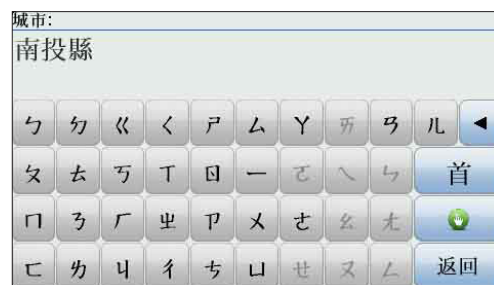 城市:
南投縣
ㄅ ㄉ ㄍ ㄑ ㄕ ㄙ ㄚ ㄞ ㄢ ㄦ ◄
ㄆ ㄊ ㄎ ㄒ ㄖ ㄧ ㄛ ㄟ ㄣ 首
ㄇ ㄋ ㄏ ㄓ ㄗ ㄨ ㄜ ㄠ ㄤ
ㄈ ㄌ ㄐ ㄔ ㄘ ㄩ ㄝ ㄡ ㄥ 返回